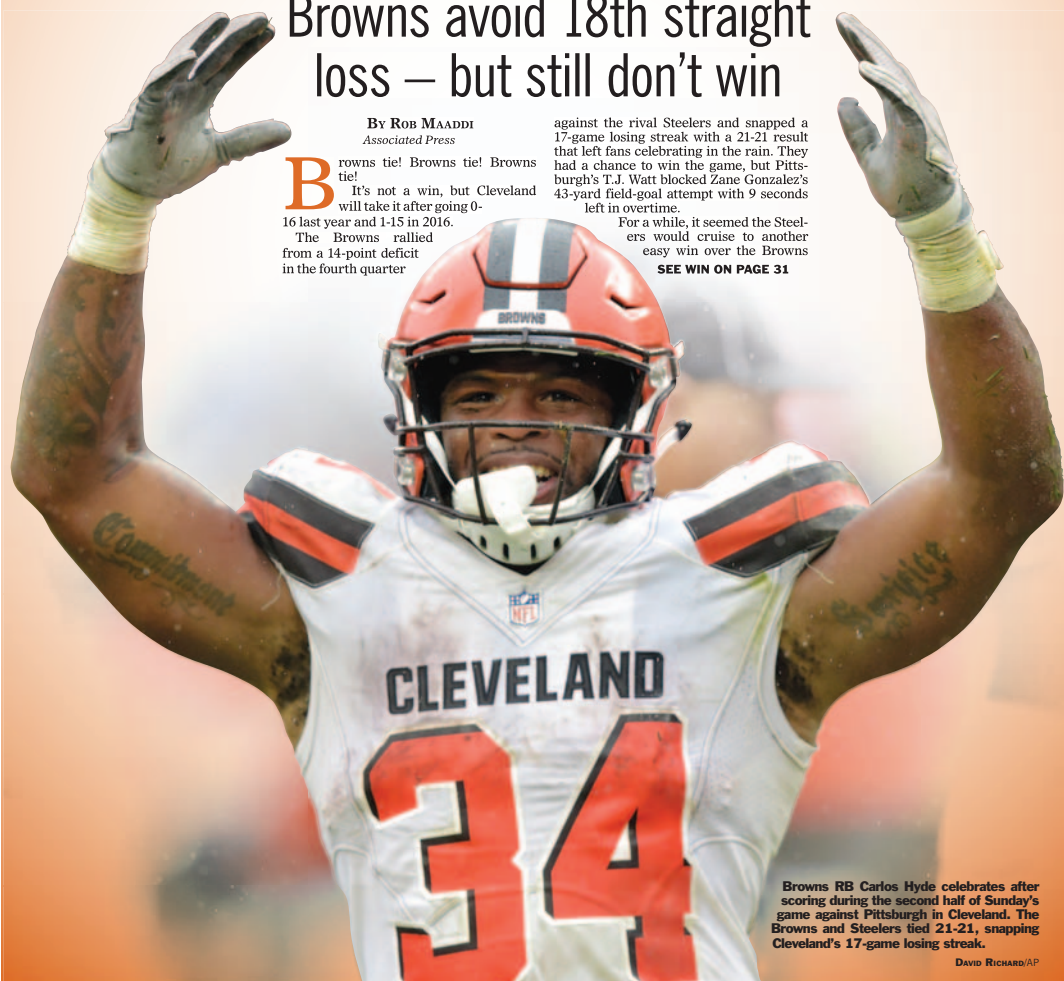 Browns avoid 18th straight
loss – but still don't win
BY ROB MAADDI
Associated Press
Browns tie! Browns tie! Browns
tie!
It's not a win, but Cleveland
will take it after going 0-
16 last year and 1-15 in 2016.
The Browns rallied
from a 14-point deficit
in the fourth quarter
against the rival Steelers and snapped a
17-game losing streak with a 21-21 result
that left fans celebrating in the rain. They
had a chance to win the game, but Pitts-
burgh's T.J. Watt blocked Zane Gonzalez's
43-yard field-goal attempt with 9 seconds
left in overtime.
For a while, it seemed the Steel-
ers would cruise to another
easy win over the Browns
SEE WIN ON PAGE 31
BROWNS
Commitment
Sacrifice
NFL
CLEVELAND
34
Browns RB Carlos Hyde celebrates after
scoring during the second half of Sunday's
game against Pittsburgh in Cleveland. The
Browns and Steelers tied 21-21, snapping
Cleveland's 17-game losing streak.
DAVID RICHARD/AP